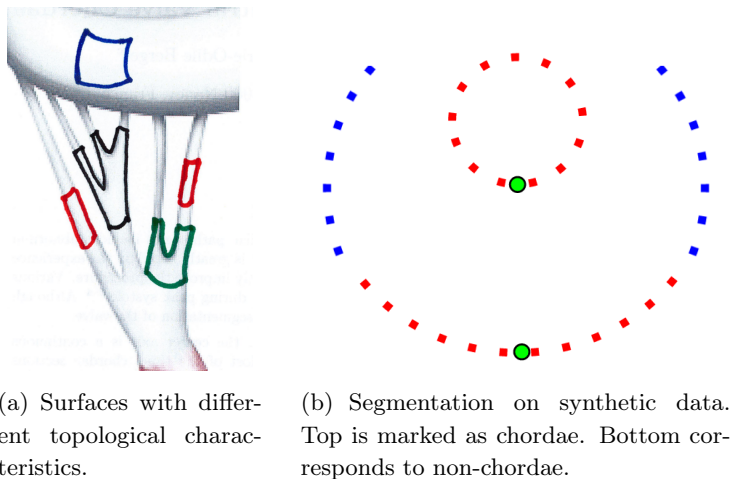 (a) Surfaces with differ-
ent topological charac-
teristics.
(b) Segmentation on synthetic data.
Top is marked as chordae. Bottom cor-
responds to non-chordae.